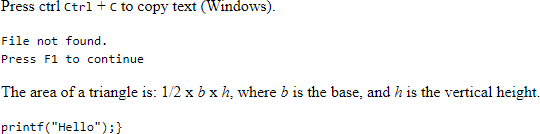 Press ctrl Ctrl + C to copy text (Windows).
File not found.
Press F1 to continue
The area of a triangle is: 1/2 x b x h, where b is the base, and h is the vertical height.
printf("Hello");}